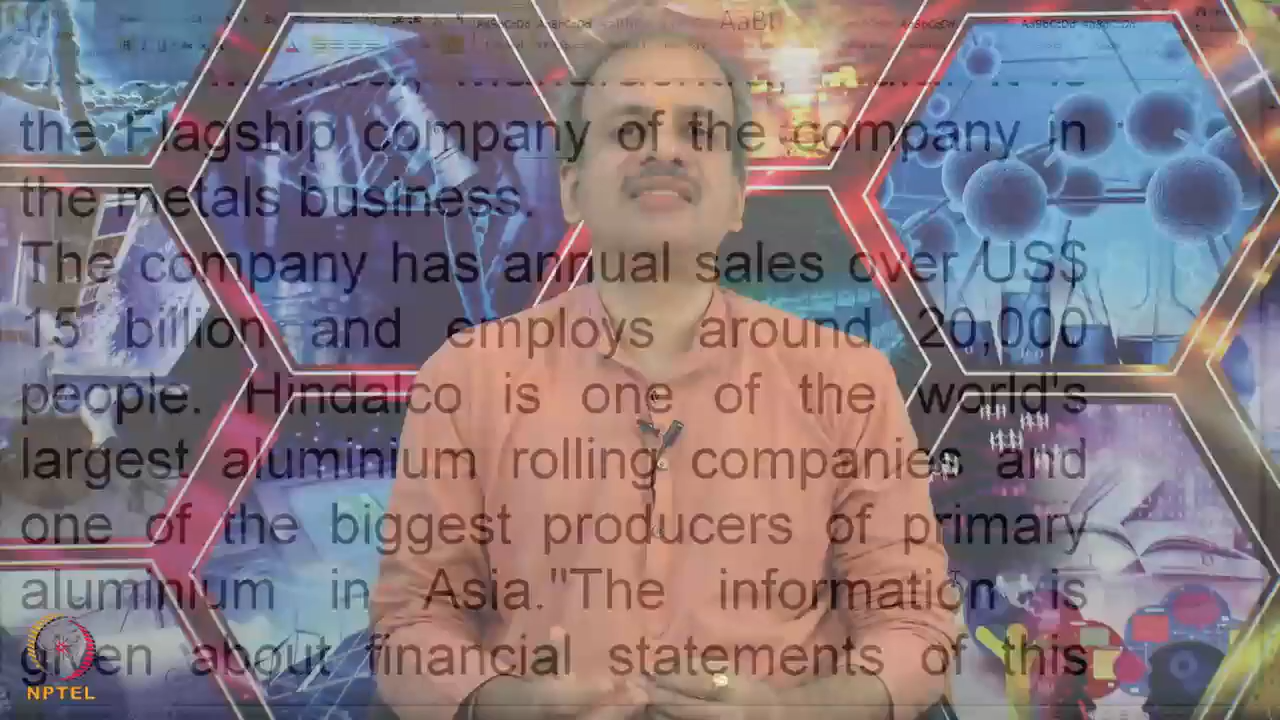 AaBl
the Flagship company of the company in
the metals business.
The company has annual sales over US$
15 billion and employs around 20,000
people. Hindalco is one of the world's
largest aluminium rolling companies and
one of the biggest producers of primary
aluminium in Asia."The information is
given about financial statements of this
NPTEL